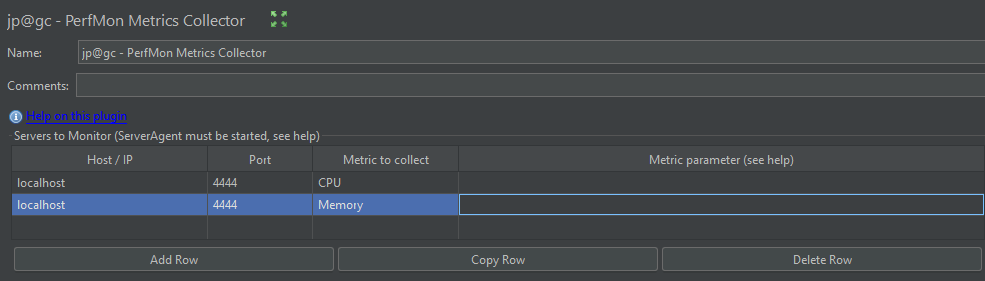 jp@gc - PerfMon Metrics Collector
Name: jp@gc - PerfMon Metrics Collector
Comments:
Help on this plugin
Servers to Monitor (ServerAgent must be started, see help)
Host / IP Port Metric to collect Metric parameter (see help)
localhost 4444 CPU
localhost 4444 Memory
Add Row Copy Row Delete Row